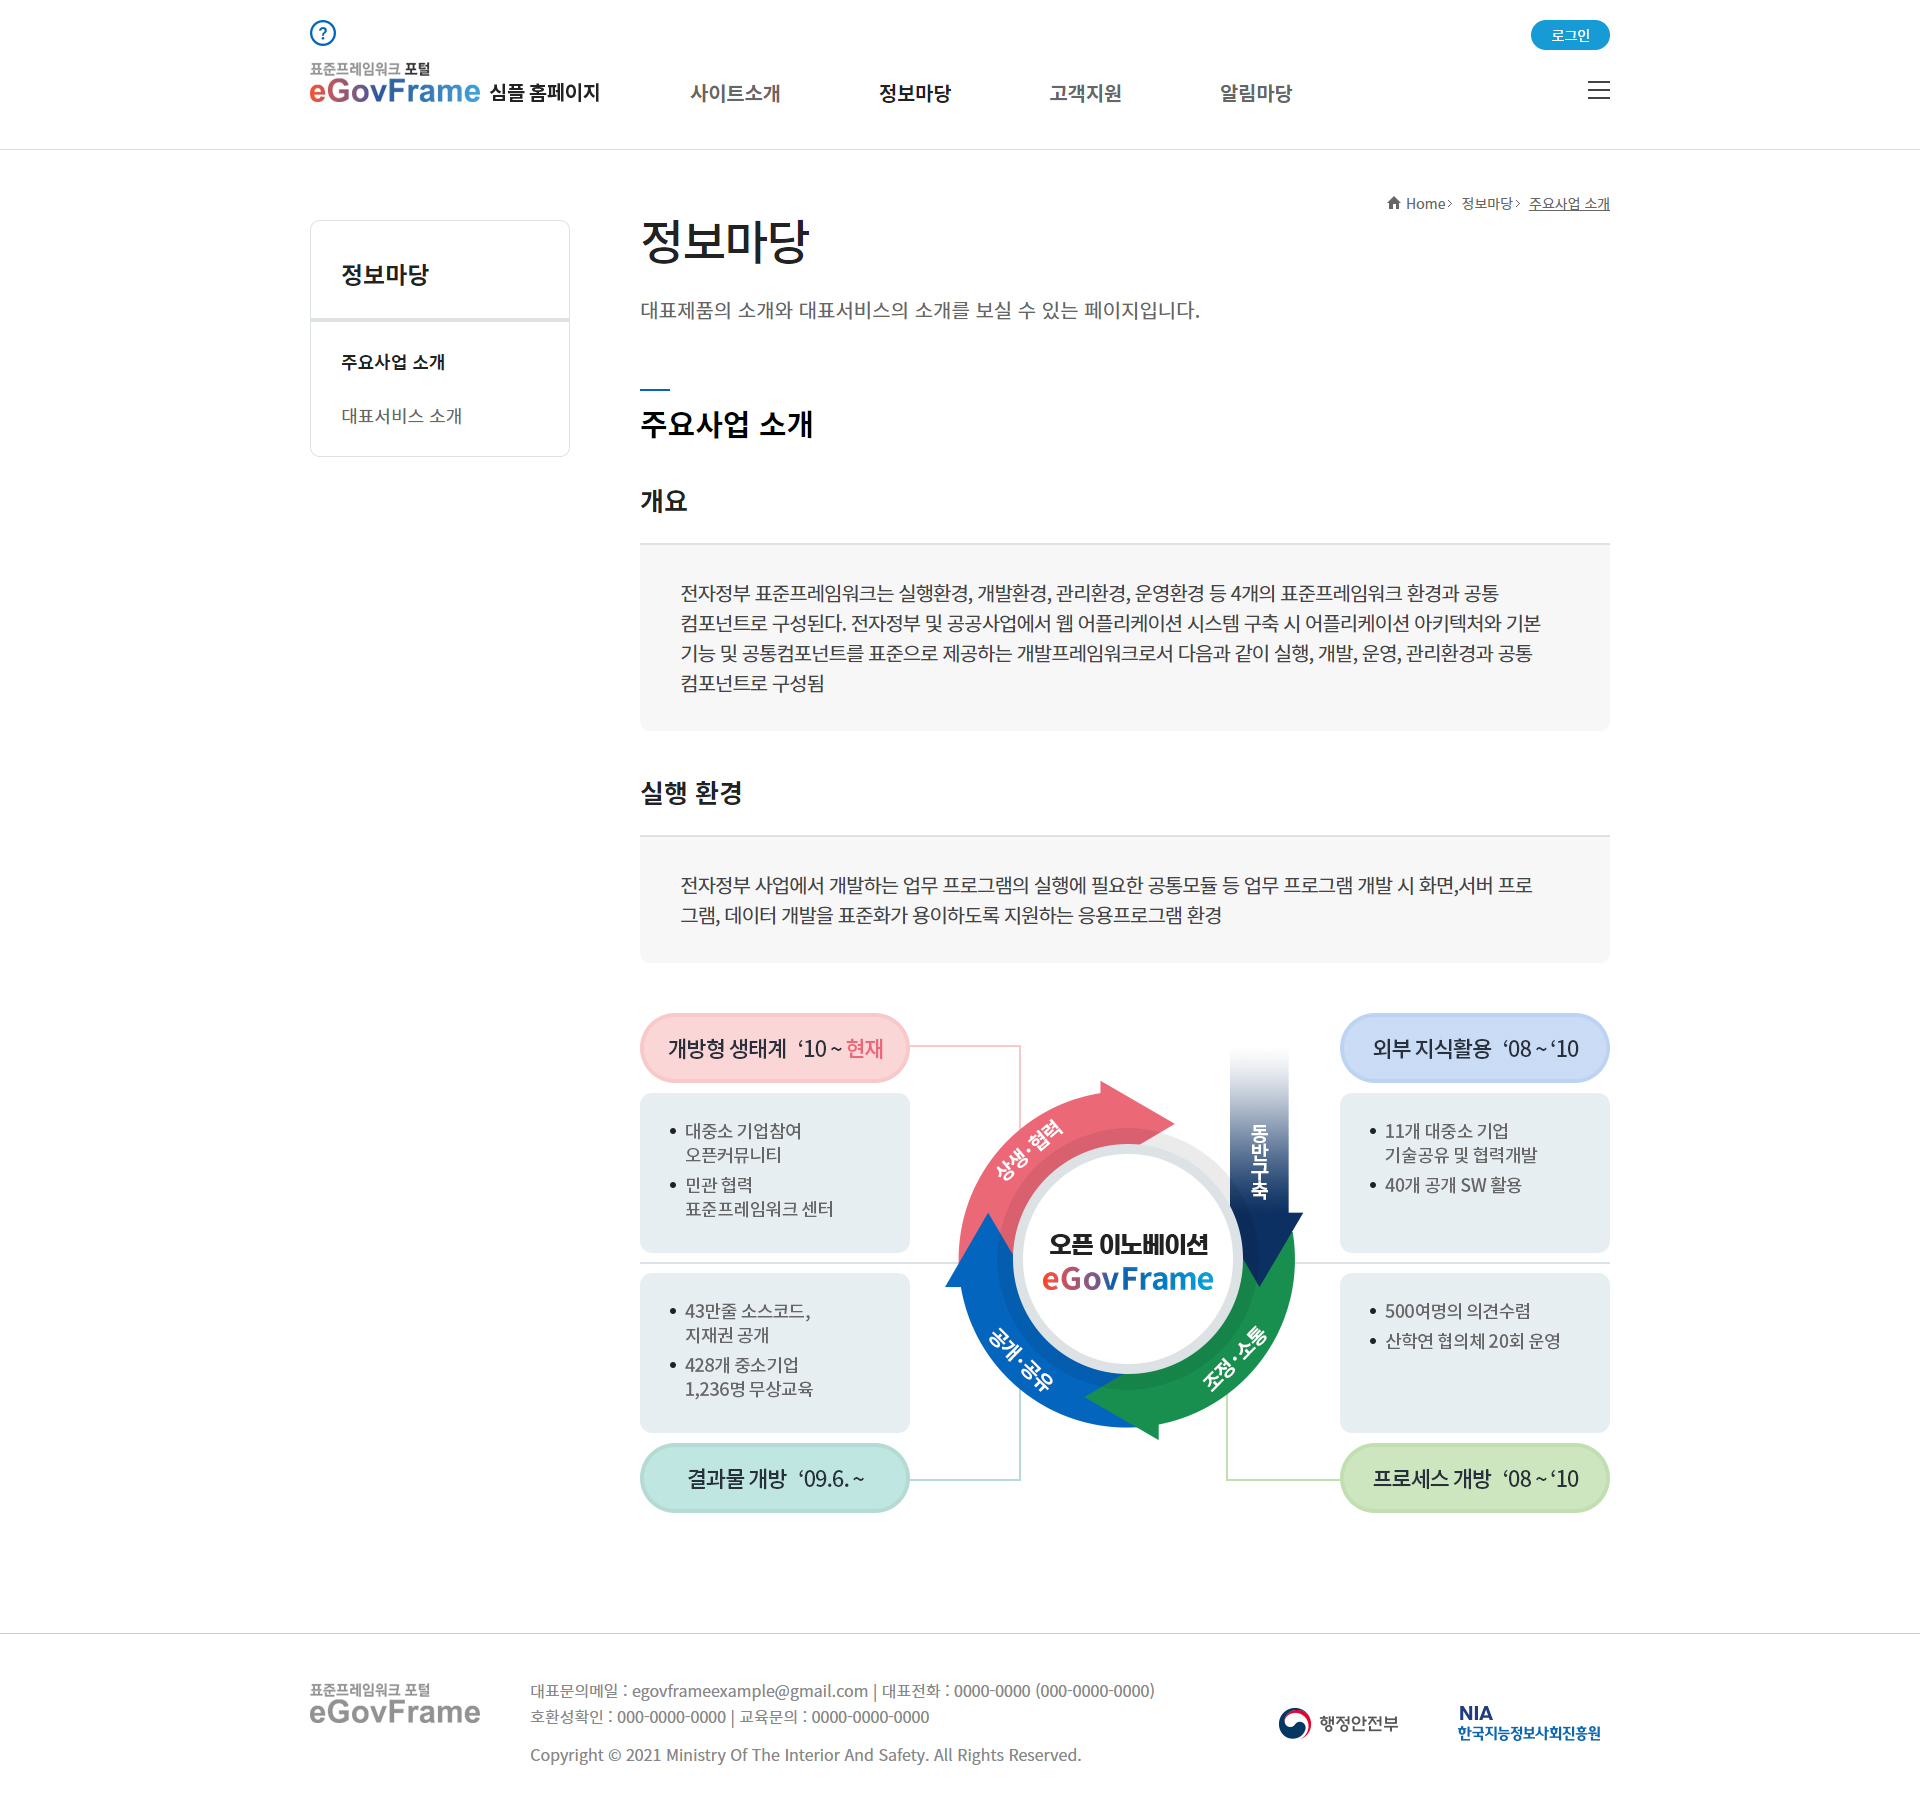 ?
로그인
표준프레임워크 포털
eGovFrame 심플 홈페이지
사이트소개
정보마당
고객지원
알림마당
Home
정보마당
주요사업 소개
정보마당
주요사업 소개
대표서비스 소개
정보마당
대표제품의 소개와 대표서비스의 소개를 보실 수 있는 페이지입니다.
주요사업 소개
개요
전자정부 표준프레임워크는 실행환경, 개발환경, 관리환경, 운영환경 등 4개의 표준프레임워크 환경과 공통
컴포넌트로 구성된다. 전자정부 및 공공사업에서 웹 어플리케이션 시스템 구축 시 어플리케이션 아키텍처와 기본
기능 및 공통컴포넌트를 표준으로 제공하는 개발프레임워크로서 다음과 같이 실행, 개발, 운영, 관리환경과 공통
컴포넌트로 구성됨
실행 환경
전자정부 사업에서 개발하는 업무 프로그램의 실행에 필요한 공통모듈 등 업무 프로그램 개발 시 화면,서버 프로
그램, 데이터 개발을 표준화가 용이하도록 지원하는 응용프로그램 환경
개방형 생태계 ‘10 ~ 현재
대중소 기업참여
오픈커뮤니티
민관 협력
표준프레임워크 센터
43만줄 소스코드,
지재권 공개
428개 중소기업
1,236명 무상교육
결과물 개방 ‘09.6. ~
상생·협력
동반구축
오픈 이노베이션
eGovFrame
공개·공유
조정·소통
외부 지식활용 ‘08 ~ ‘10
11개 대중소 기업
기술공유 및 협력개발
40개 공개 SW 활용
500여명의 의견수렴
산학연 협의체 20회 운영
프로세스 개방 ‘08 ~ ‘10
표준프레임워크 포털
eGovFrame
대표문의메일 : egovframeexample@gmail.com | 대표전화 : 0000-0000 (000-0000-0000)
호환성확인 : 000-0000-0000 | 교육문의 : 0000-0000-0000
Copyright © 2021 Ministry Of The Interior And Safety. All Rights Reserved.
행정안전부
NIA
한국지능정보사회진흥원